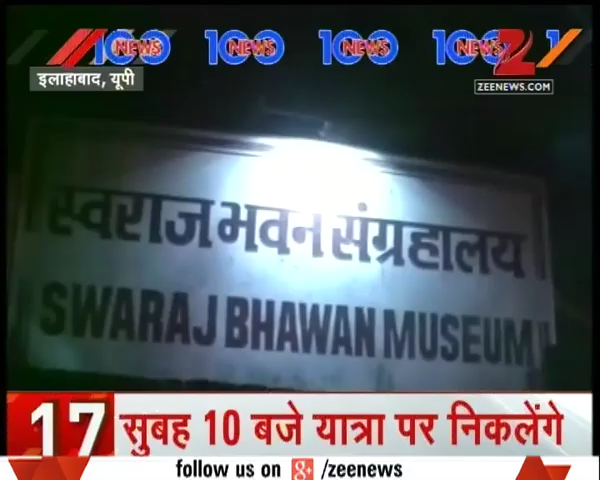 100 NEWS 100 NEWS 100 NEWS 100 NEWS 1
इलाहाबाद, यूपी
ZEENEWS.COM
स्वराज भवन संग्रहालय
SWARAJ BHAWAN MUSEUM
17 सुबह 10 बजे यात्रा पर निकलेंगे
follow us on g+ /zeenews